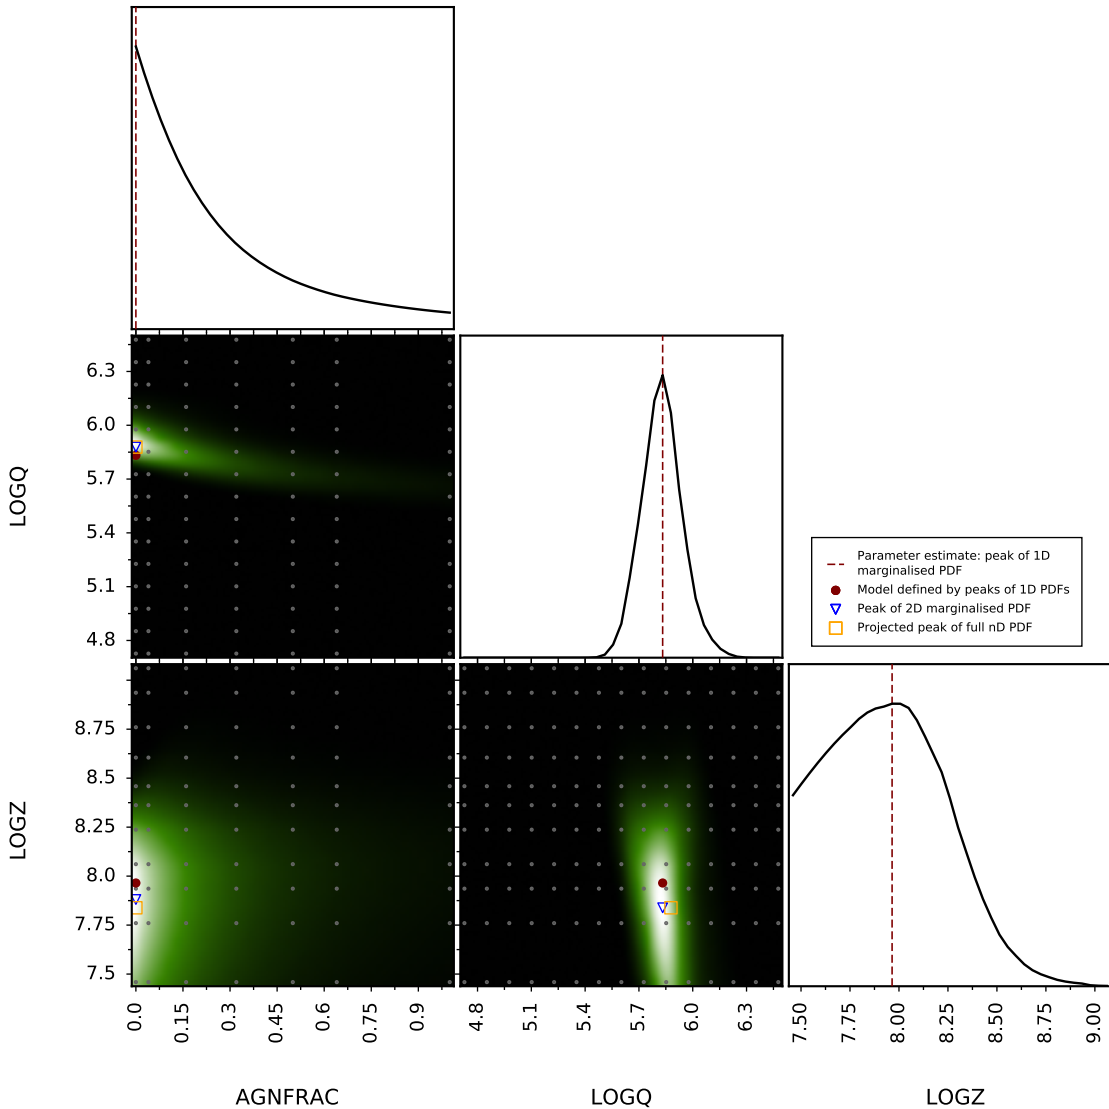 6.3
6.0
5.7
5.4
5.1
4.8
LOGQ
Parameter estimate: peak of 1D
marginalised PDF
Model defined by peaks of 1D PDFs
Peak of 2D marginalised PDF
Projected peak of full nD PDF
8.75
8.5
8.25
8.0
7.75
7.5
LOGZ
0.0 0.15 0.3 0.45 0.6 0.75 0.9
4.8 5.1 5.4 5.7 6.0 6.3
7.50 7.75 8.00 8.25 8.50 8.75 9.00
AGNFRAC LOGQ LOGZ